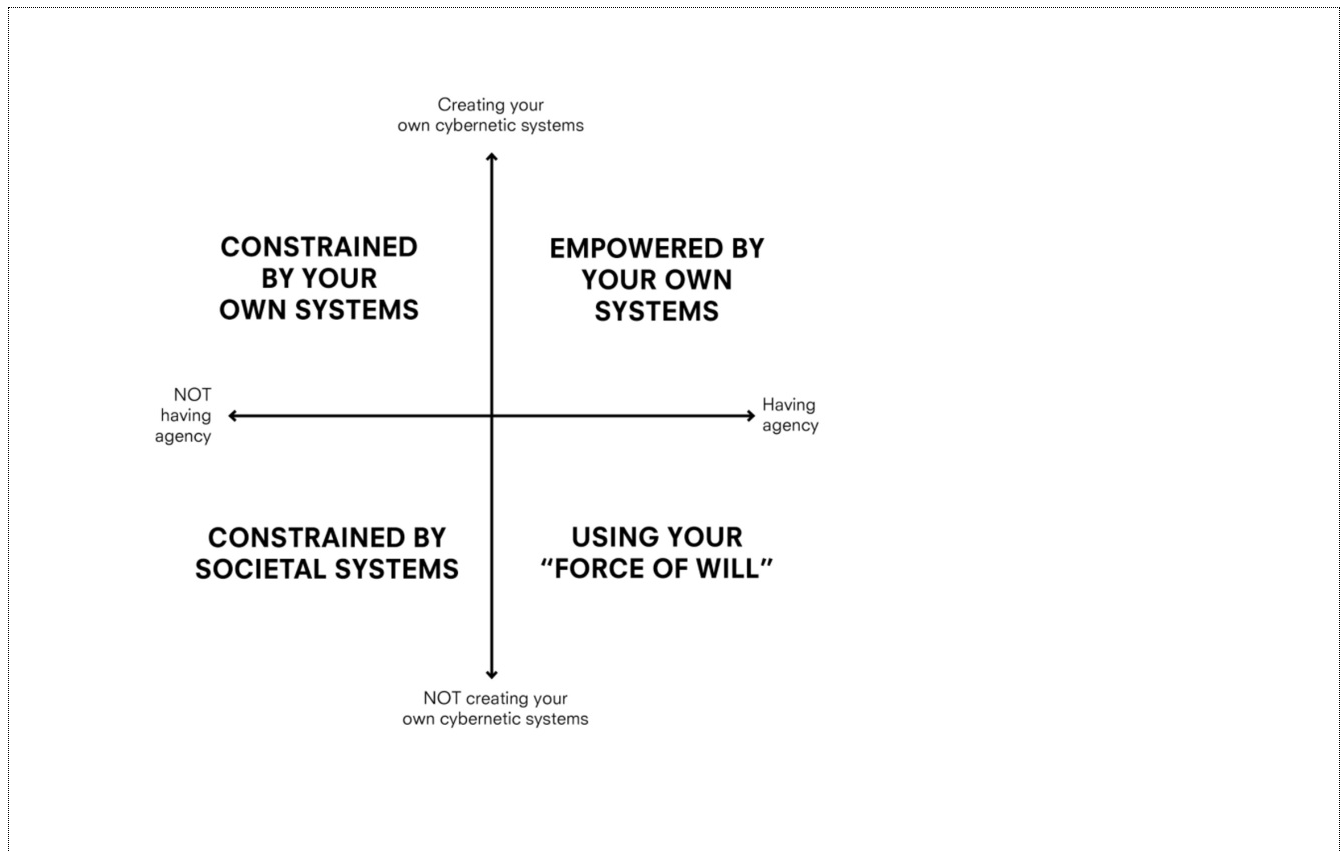 Creating your
own cybernetic systems
CONSTRAINED
BY YOUR
OWN SYSTEMS
EMPOWERED BY
YOUR OWN
SYSTEMS
NOT
having
agency
Having
agency
CONSTRAINED BY
SOCIETAL SYSTEMS
USING YOUR
“FORCE OF WILL”
NOT creating your
own cybernetic systems